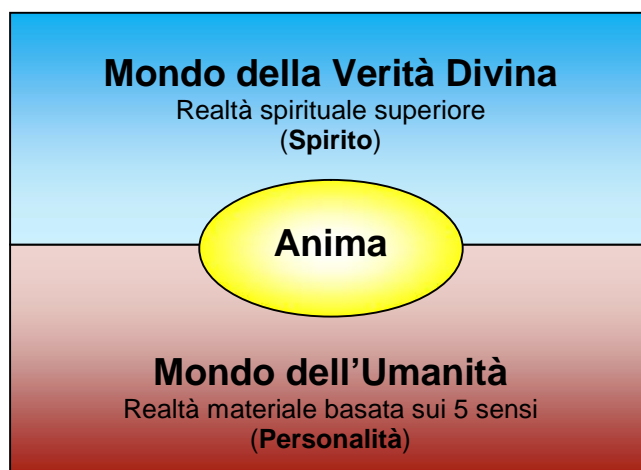 Mondo della Verità Divina
Realtà spirituale superiore
(Spirito)
Anima
Mondo dell’Umanità
Realtà materiale basata sui 5 sensi
(Personalità)